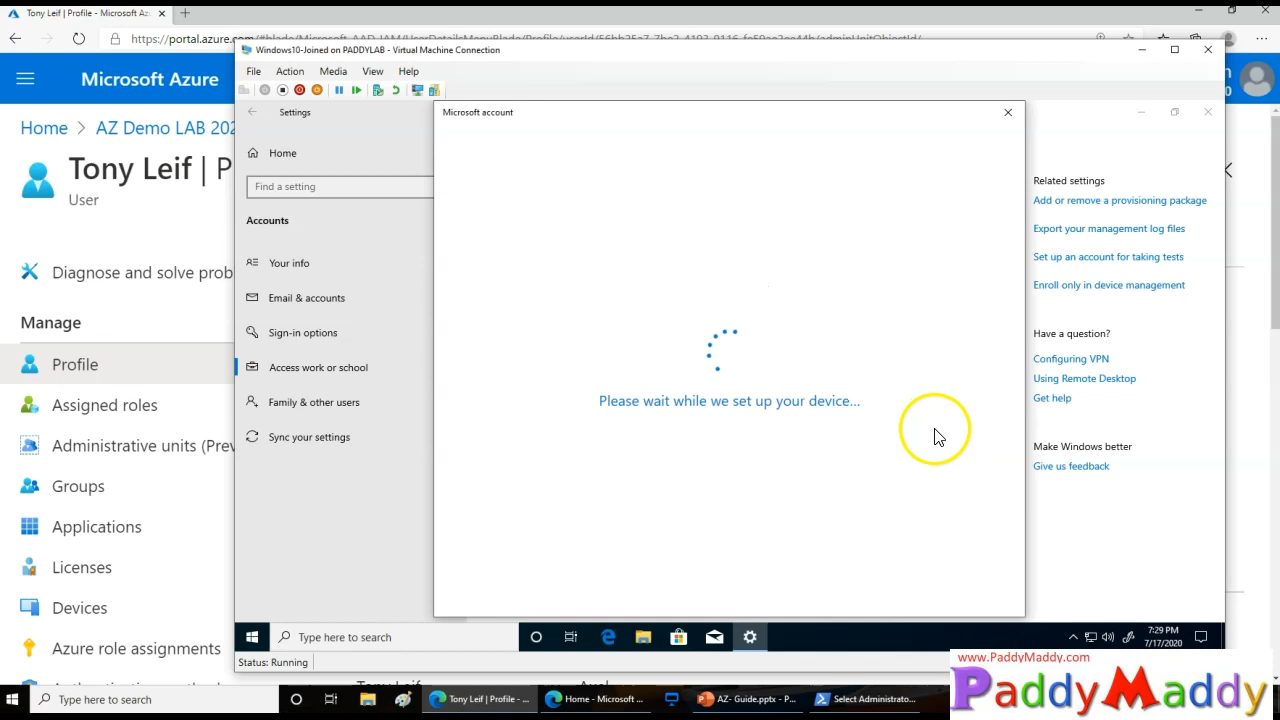 Tony Leif | Profile - Microsoft Az
https://portal.azure.com
Microsoft Azure
Home > AZ Demo LAB 202
Tony Leif | P
User
Diagnose and solve prob
Manage
Profile
Assigned roles
Administrative units (Prev
Groups
Applications
Licenses
Devices
Azure role assignments
Windows10-Joined on PADDYLAB - Virtual Machine Connection
File Action Media View Help
Settings
Home
Find a setting
Accounts
Your info
Email & accounts
Sign-in options
Access work or school
Family & other users
Sync your settings
Microsoft account
Please wait while we set up your device...
Related settings
Add or remove a provisioning package
Export your management log files
Set up an account for taking tests
Enroll only in device management
Have a question?
Configuring VPN
Using Remote Desktop
Get help
Make Windows better
Give us feedback
Type here to search
7:29 PM
7/17/2020
Status: Running
www.PaddyMaddy.com
PaddyMaddy
Type here to search
Tony Leif | Profile - ...
Home - Microsoft ...
AZ- Guide.pptx - P...
Select Administrato...